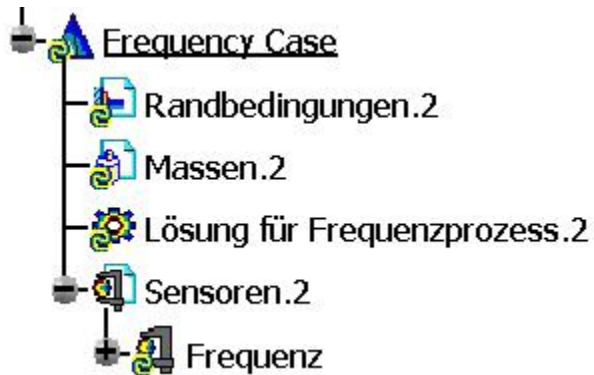 Frequency Case
Randbedingungen.2
Massen.2
Lösung für Frequenzprozess.2
Sensoren.2
Frequenz